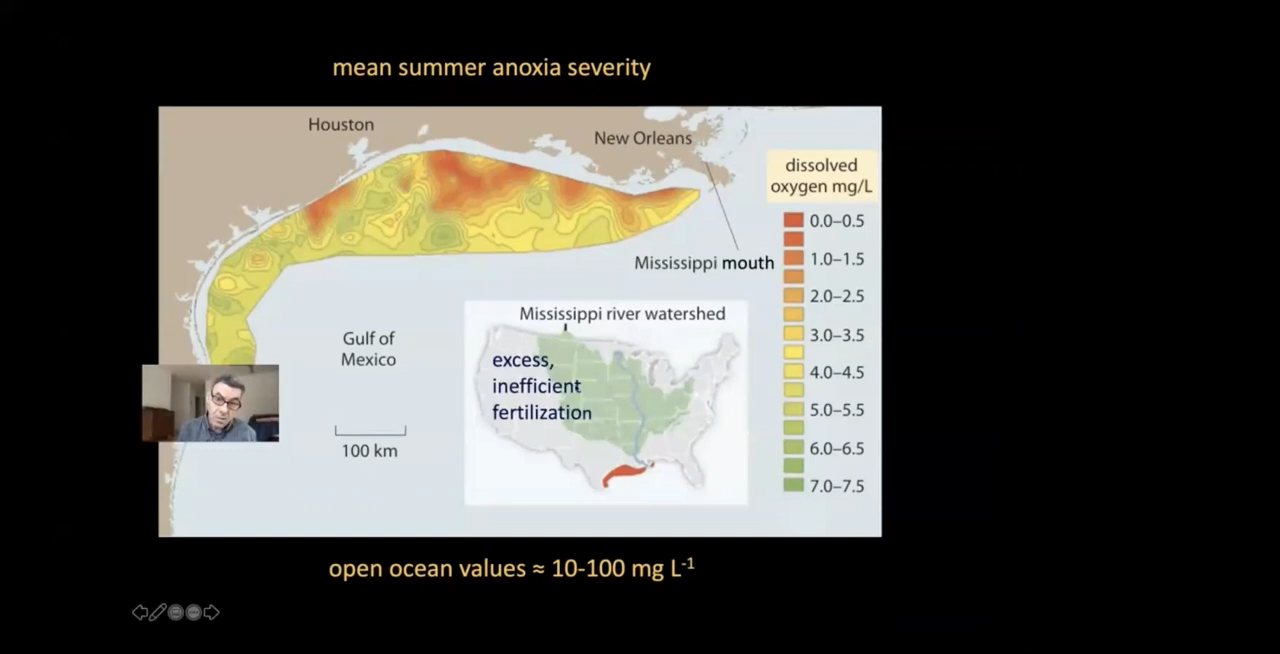 mean summer anoxia severity
Houston
New Orleans
dissolved
oxygen mg/L
0.0–0.5
1.0–1.5
2.0–2.5
3.0–3.5
4.0–4.5
5.0–5.5
6.0–6.5
7.0–7.5
Mississippi mouth
Gulf of
Mexico
100 km
Mississippi river watershed
excess,
inefficient
fertilization
open ocean values ≈ 10-100 mg L⁻¹